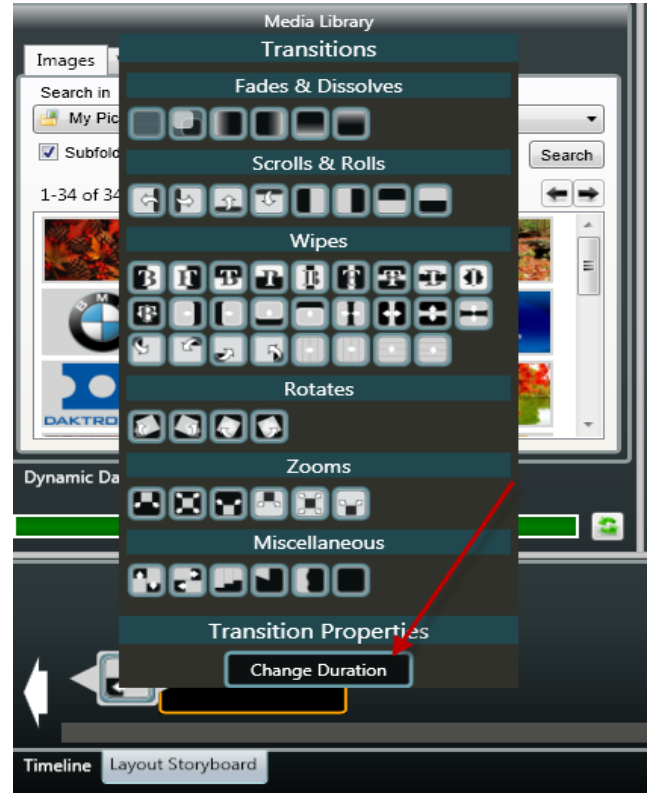 Media Library
Transitions
Images
Fades & Dissolves
Search in
My Pic
Subfold
Search
Scrolls & Rolls
1-34 of 34
Wipes
B M
DAKTRO
Rotates
Dynamic Da
Zooms
Miscellaneous
Transition Properties
Change Duration
Timeline
Layout Storyboard